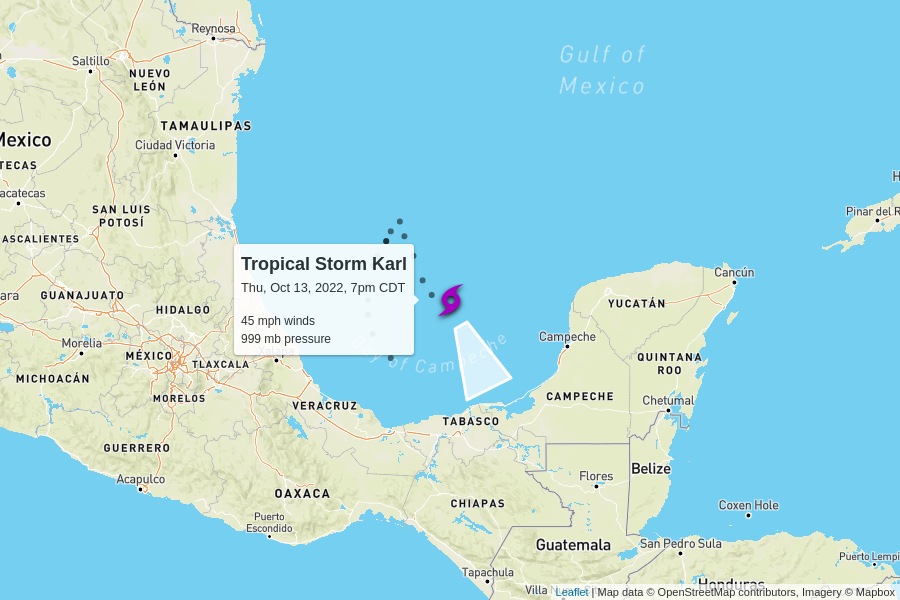 Reynosa
Gulf of
Mexico
Saltillo
NUEVO
LEÓN
TAMAULIPAS
Mexico
Ciudad Victoria
TECAS
acatecas
SAN LUIS
POTOSÍ
Pinar del R
ASCALIENTES
Tropical Storm Karl
Thu, Oct 13, 2022, 7pm CDT
45 mph winds
999 mb pressure
Cancún
GUANAJUATO
YUCATÁN
HIDALGO
Morelia
MÉXICO
TLAXCALA
of Campeche
Campeche
QUINTANA
ROO
MICHOACÁN
MORELOS
VERACRUZ
CAMPECHE
Chetumal
TABASCO
GUERRERO
Acapulco
Flores
Belize
OAXACA
CHIAPAS
Coxen Hole
Puerto
Escondido
Guatemala
San Pedro Sula
Puerto Lempi
Tapachula
Honduras
Villa N
Leaflet | Map data © OpenStreetMap contributors, Imagery © Mapbox